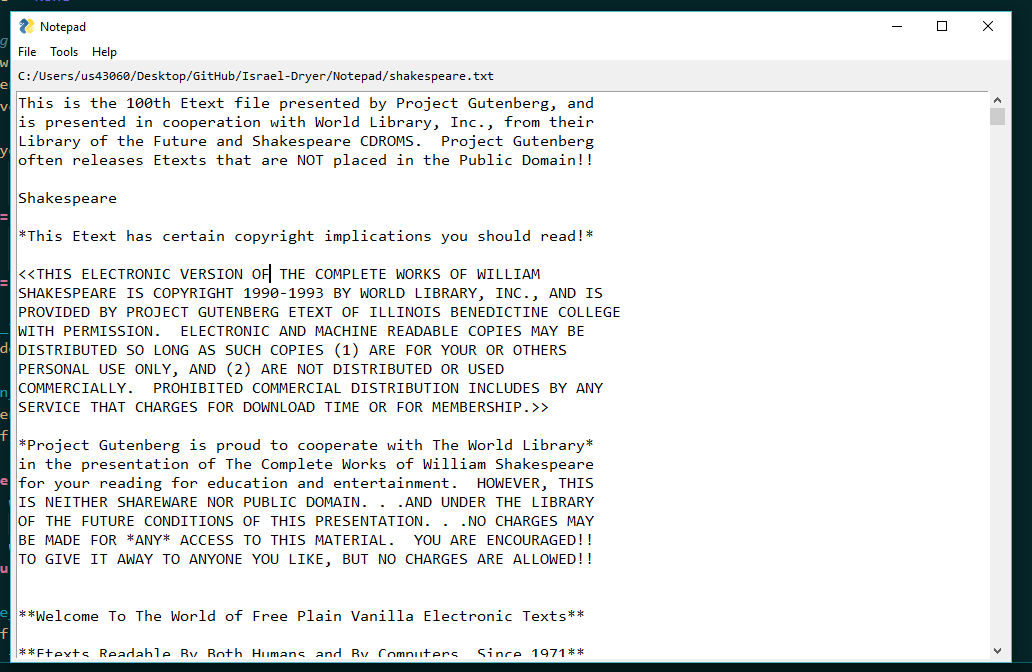 Notepad
File Tools Help
C:/Users/us43060/Desktop/GitHub/Israel-Dryer/Notepad/shakespeare.txt
This is the 100th Etext file presented by Project Gutenberg, and
is presented in cooperation with World Library, Inc., from their
Library of the Future and Shakespeare CDROMS.  Project Gutenberg
often releases Etexts that are NOT placed in the Public Domain!!
Shakespeare
*This Etext has certain copyright implications you should read!*
<<THIS ELECTRONIC VERSION OF THE COMPLETE WORKS OF WILLIAM
SHAKESPEARE IS COPYRIGHT 1990-1993 BY WORLD LIBRARY, INC., AND IS
PROVIDED BY PROJECT GUTENBERG ETEXT OF ILLINOIS BENEDICTINE COLLEGE
WITH PERMISSION.  ELECTRONIC AND MACHINE READABLE COPIES MAY BE
DISTRIBUTED SO LONG AS SUCH COPIES (1) ARE FOR YOUR OR OTHERS
PERSONAL USE ONLY, AND (2) ARE NOT DISTRIBUTED OR USED
COMMERCIALLY.  PROHIBITED COMMERCIAL DISTRIBUTION INCLUDES BY ANY
SERVICE THAT CHARGES FOR DOWNLOAD TIME OR FOR MEMBERSHIP.>>
*Project Gutenberg is proud to cooperate with The World Library*
in the presentation of The Complete Works of William Shakespeare
for your reading for education and entertainment.  HOWEVER, THIS
IS NEITHER SHAREWARE NOR PUBLIC DOMAIN. . .AND UNDER THE LIBRARY
OF THE FUTURE CONDITIONS OF THIS PRESENTATION. . .NO CHARGES MAY
BE MADE FOR *ANY* ACCESS TO THIS MATERIAL.  YOU ARE ENCOURAGED!!
TO GIVE IT AWAY TO ANYONE YOU LIKE, BUT NO CHARGES ARE ALLOWED!!
**Welcome To The World of Free Plain Vanilla Electronic Texts**
**Etexts Readable By Both Humans and By Computers, Since 1971**